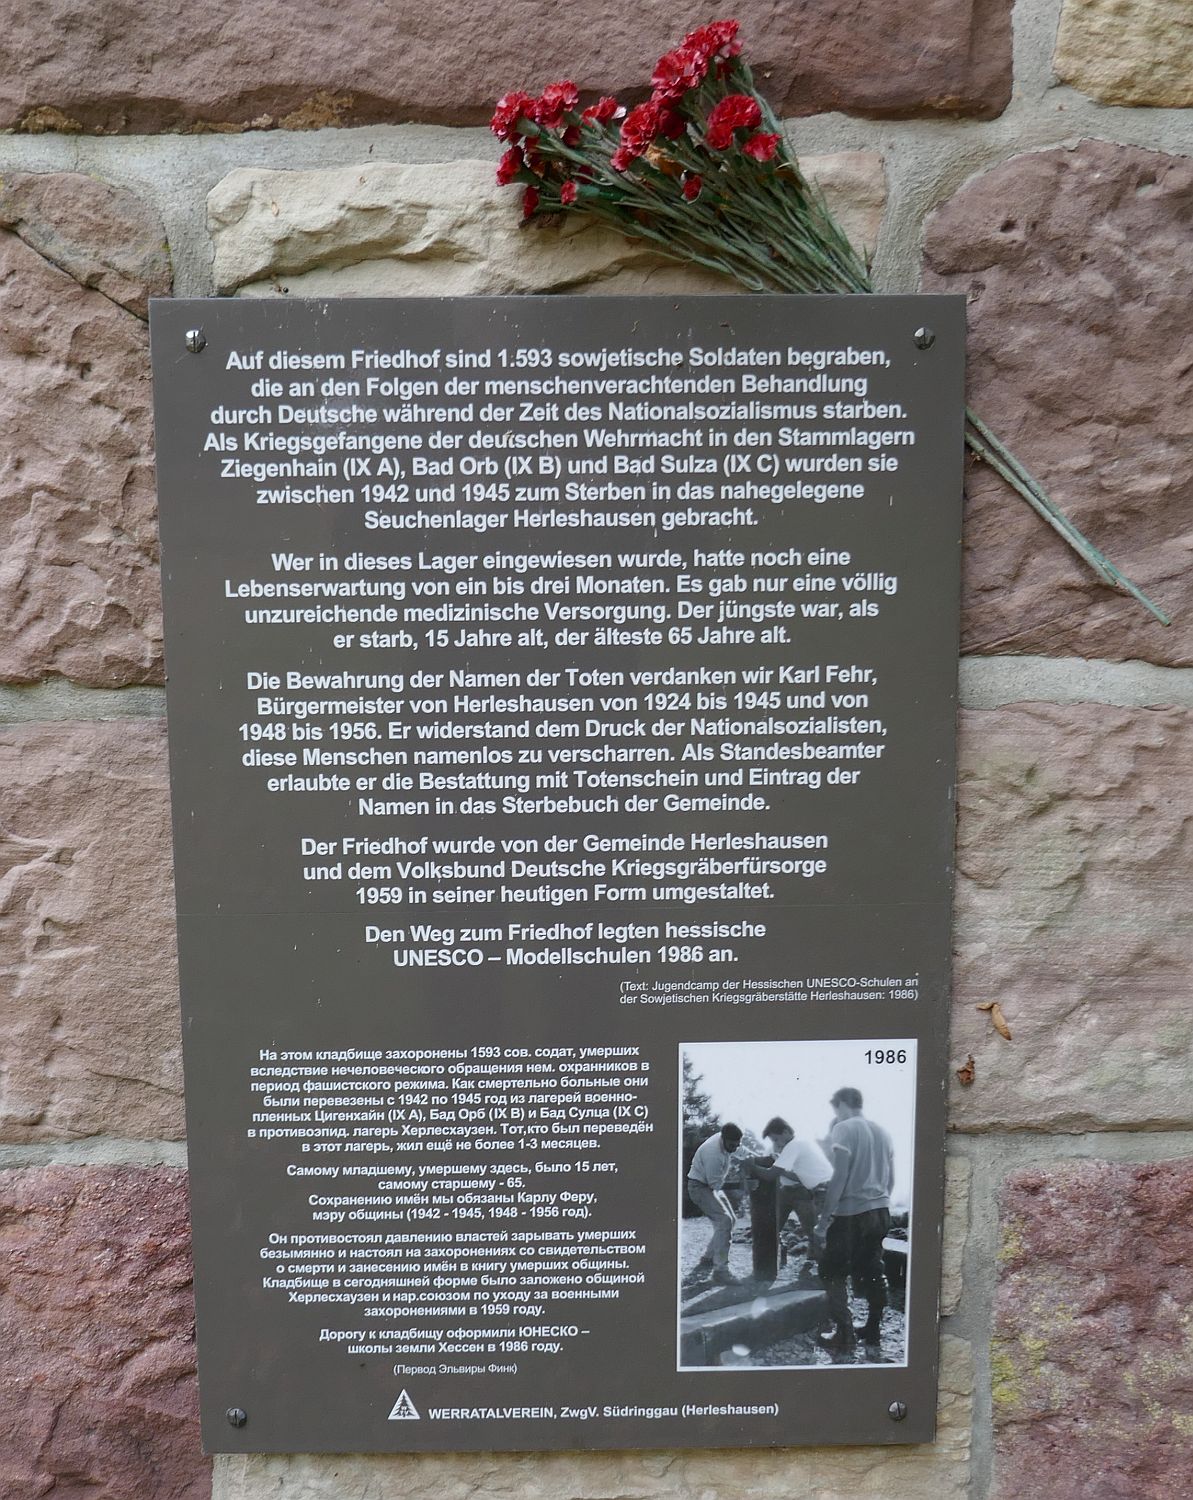 Auf diesem Friedhof sind 1.593 sowjetische Soldaten begraben,
die an den Folgen der menschenverachtenden Behandlung
durch Deutsche während der Zeit des Nationalsozialismus starben.
Als Kriegsgefangene der deutschen Wehrmacht in den Stammlagern
Ziegenhain (IX A), Bad Orb (IX B) und Bad Sulza (IX C) wurden sie
zwischen 1942 und 1945 zum Sterben in das nahegelegene
Seuchenlager Herleshausen gebracht.
Wer in dieses Lager eingewiesen wurde, hatte noch eine
Lebenserwartung von ein bis drei Monaten. Es gab nur eine völlig
unzureichende medizinische Versorgung. Der jüngste war, als
er starb, 15 Jahre alt, der älteste 65 Jahre alt.
Die Bewahrung der Namen der Toten verdanken wir Karl Fehr,
Bürgermeister von Herleshausen von 1924 bis 1945 und von
1948 bis 1956. Er widerstand dem Druck der Nationalsozialisten,
diese Menschen namenlos zu verscharren. Als Standesbeamter
erlaubte er die Bestattung mit Totenschein und Eintrag der
Namen in das Sterbebuch der Gemeinde.
Der Friedhof wurde von der Gemeinde Herleshausen
und dem Volksbund Deutsche Kriegsgräberfürsorge
1959 in seiner heutigen Form umgestaltet.
Den Weg zum Friedhof legten hessische
UNESCO – Modellschulen 1986 an.
(Text: Jugendcamp der Hessischen UNESCO-Schulen an
der Sowjetischen Kriegsgräberstätte Herleshausen: 1986)
На этом кладбище захоронены 1593 сов. содат, умерших
вследствие нечеловеческого обращения нем. охранников в
период фашистского режима. Как смертельно больные они
были перевезены с 1942 по 1945 год из лагерей военно-
пленных Цигенхайн (IX A), Бад Орб (IX B) и Бад Сулца (IX C)
в противоэпид. лагерь Херлесхаузен. Тот,кто был переведён
в этот лагерь, жил ещё не более 1-3 месяцев.
Самому младшему, умершему здесь, было 15 лет,
самому старшему - 65.
Сохранению имён мы обязаны Карлу Феру,
мэру общины (1942 - 1945, 1948 - 1956 год).
Он противостоял давлению властей зарывать умерших
безымянно и настоял на захоронениях со свидетельством
о смерти и занесению имён в книгу умерших общины.
Кладбище в сегодняшней форме было заложено общиной
Херлесхаузен и нар.союзом по уходу за военными
захоронениями в 1959 году.
Дорогу к кладбищу оформили ЮНЕСКО –
школы земли Хессен в 1986 году.
(Первод Эльвиры Финк)
1986
WERRATALVEREIN, ZwgV. Südringgau (Herleshausen)